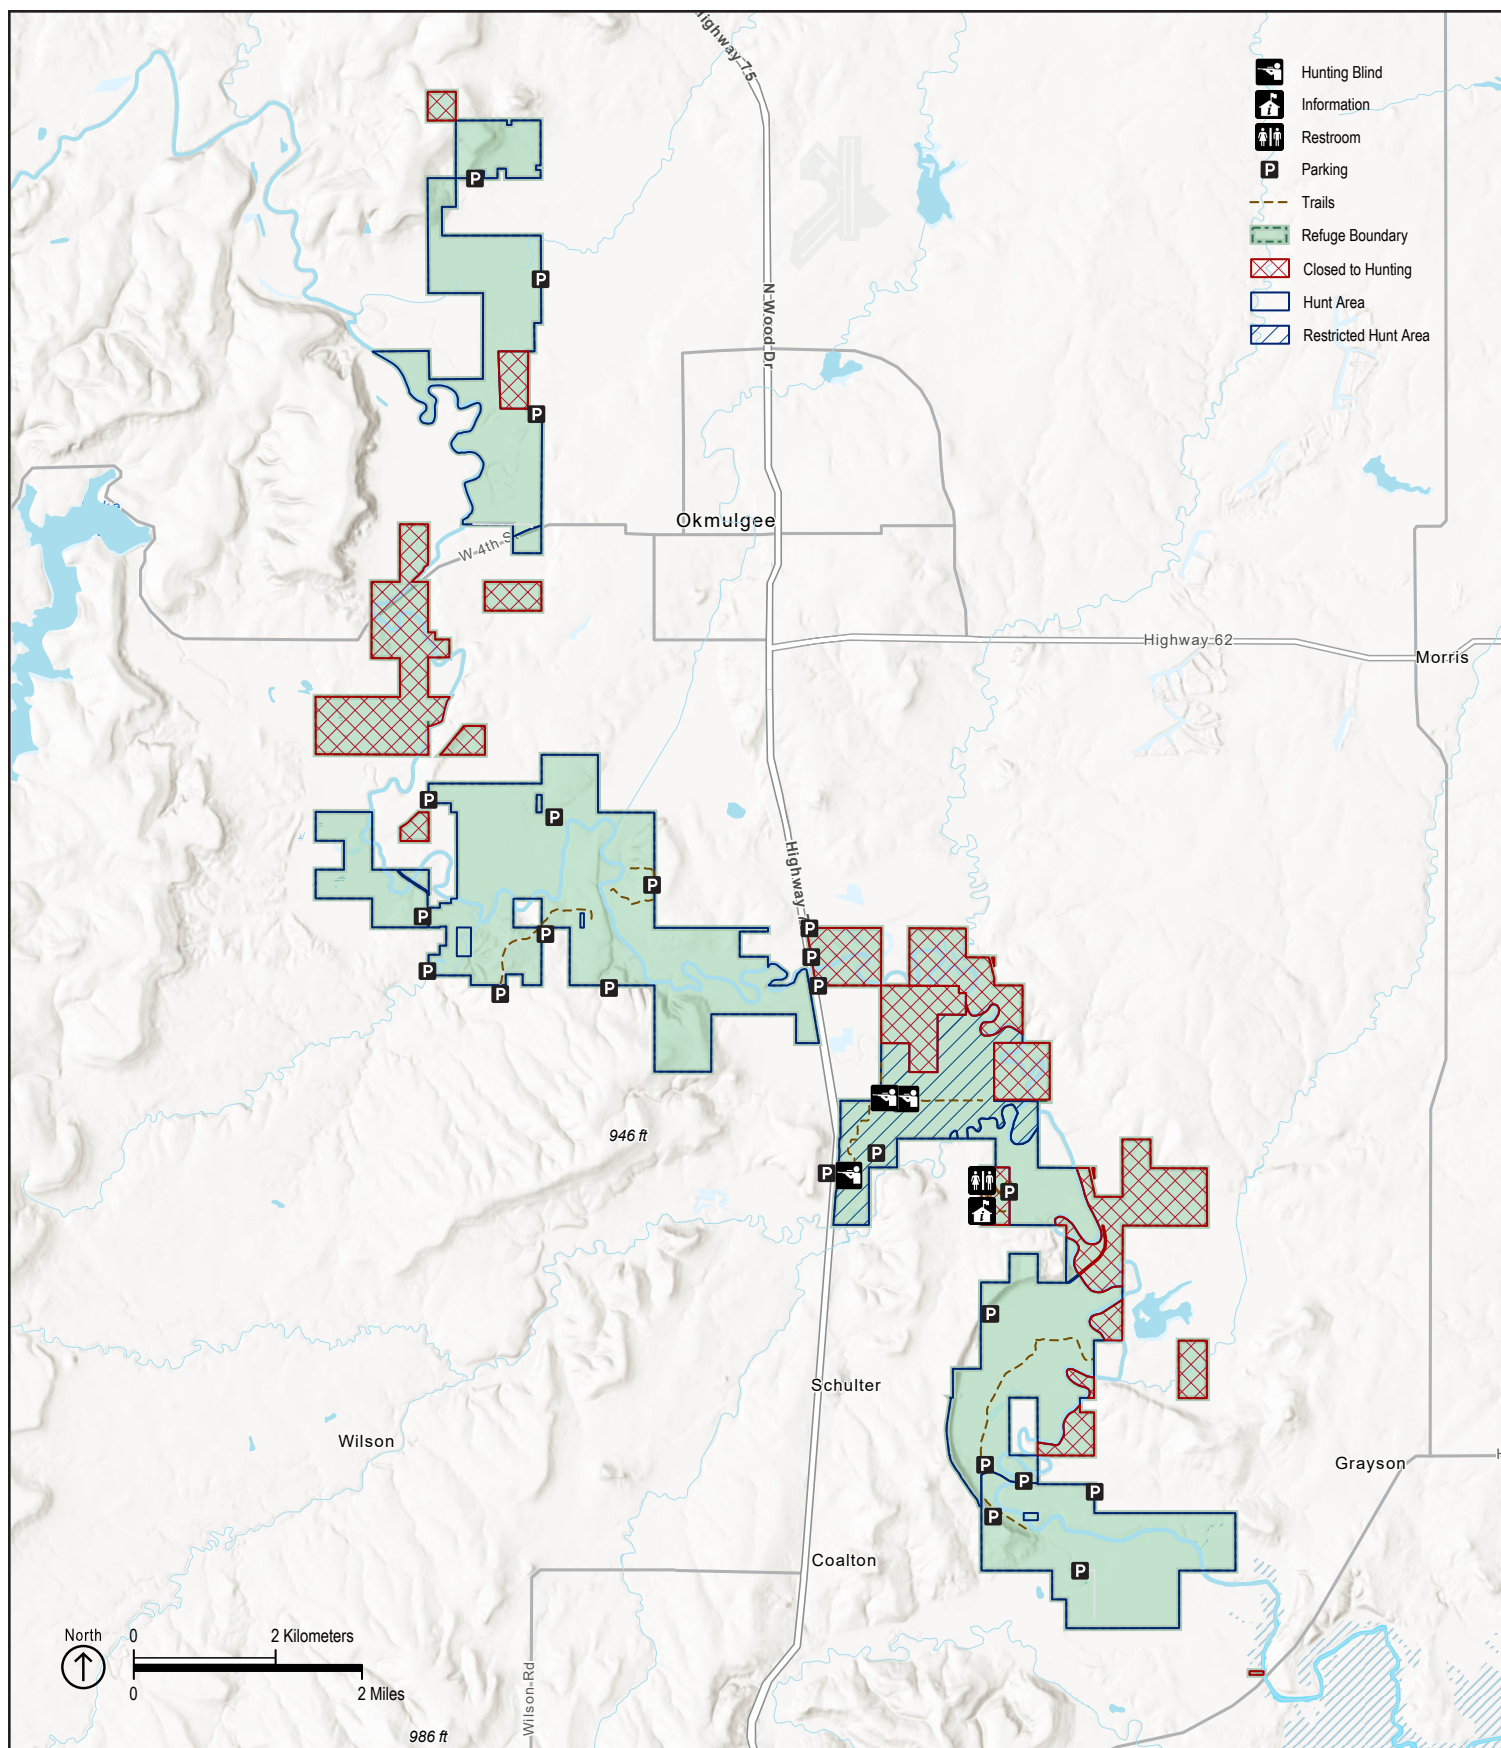 Highway 75
Hunting Blind
Information
Restroom
P Parking
Trails
Refuge Boundary
Closed to Hunting
Hunt Area
Restricted Hunt Area
P
P
N Wood Dr
P
Okmulgee
W 4th S
Highway 62
Morris
P
P
P
P
P
P
P
P
Highway 7
P
P
P
946 ft
P
P
P
P
Schulter
Wilson
Grayson
P
P
P
P
Coalton
P
North
0 2 Kilometers
0 2 Miles
Wilson Rd
986 ft